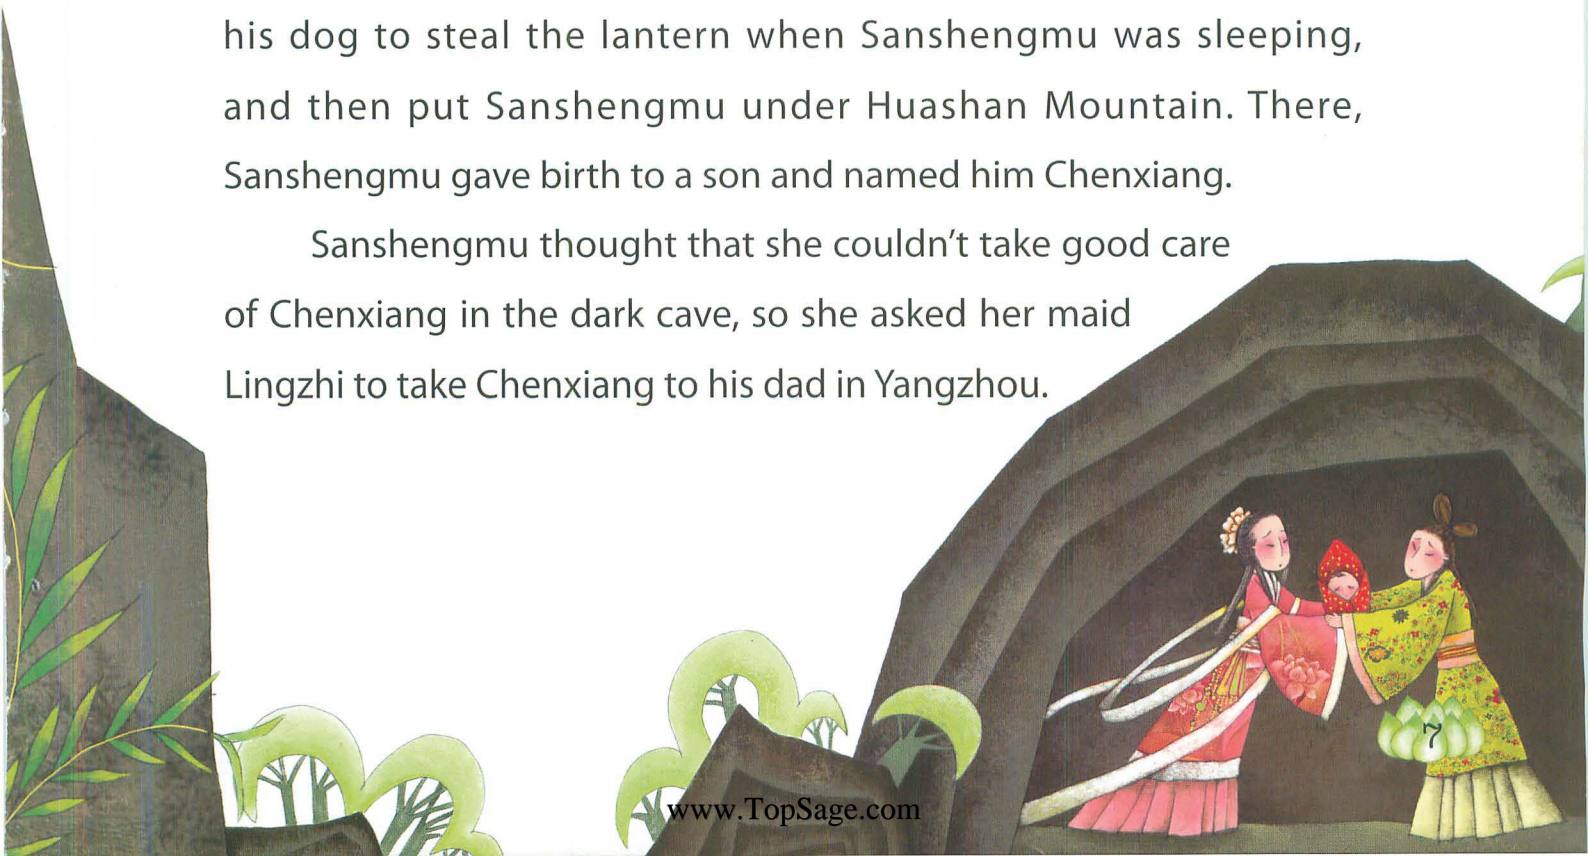 his dog to steal the lantern when Sanshengmu was sleeping,
and then put Sanshengmu under Huashan Mountain. There,
Sanshengmu gave birth to a son and named him Chenxiang.
Sanshengmu thought that she couldn't take good care
of Chenxiang in the dark cave, so she asked her maid
Lingzhi to take Chenxiang to his dad in Yangzhou.
7
www.TopSage.com